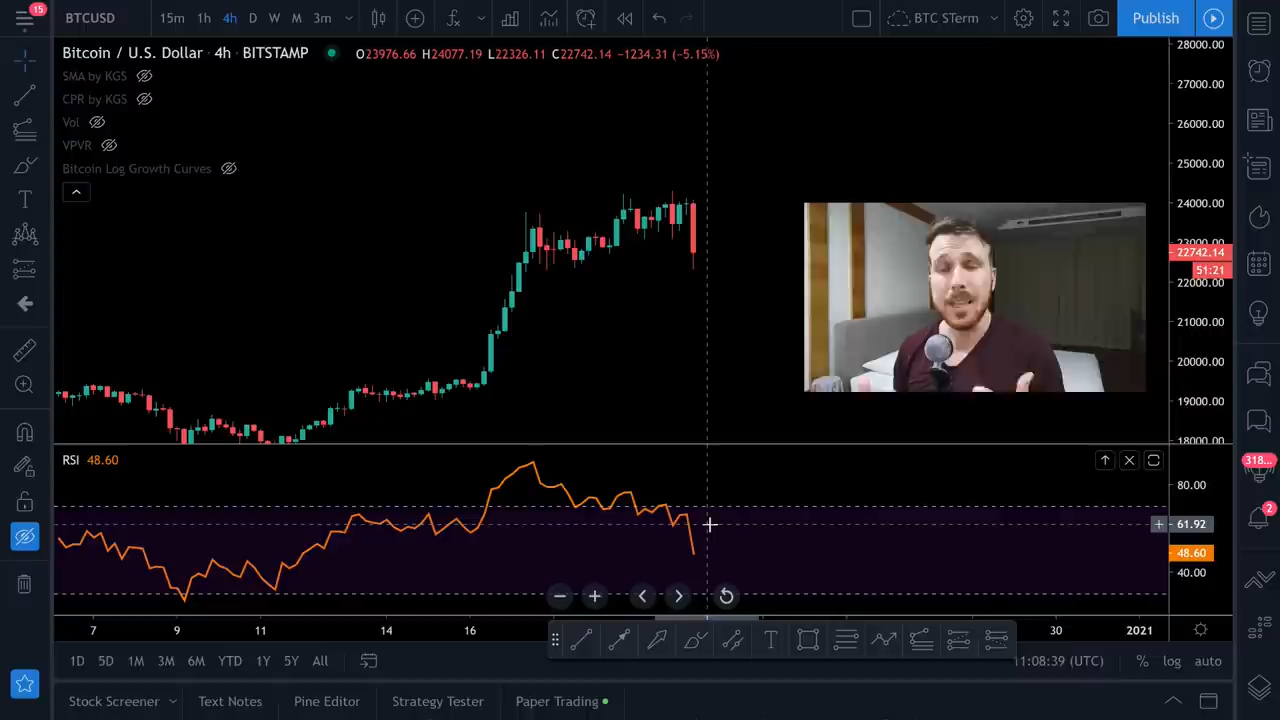 15
BTCUSD 15m 1h 4h D W M 3m BTC STerm Publish
Bitcoin / U.S. Dollar · 4h · BITSTAMP O23976.66 H24077.19 L22326.11 C22742.14 −1234.31 (−5.15%)
SMA by KGS
CPR by KGS
Vol
VPVR
Bitcoin Log Growth Curves
28000.00
27000.00
26000.00
25000.00
24000.00
23000.00
22742.14
51:21
22000.00
21000.00
20000.00
19000.00
18000.00
RSI 48.60
318...
80.00
2
61.92
48.60
40.00
7 9 11 14 16 30 2021
1D 5D 1M 3M 6M YTD 1Y 5Y All 11:08:39 (UTC) % log auto
Stock Screener Text Notes Pine Editor Strategy Tester Paper Trading